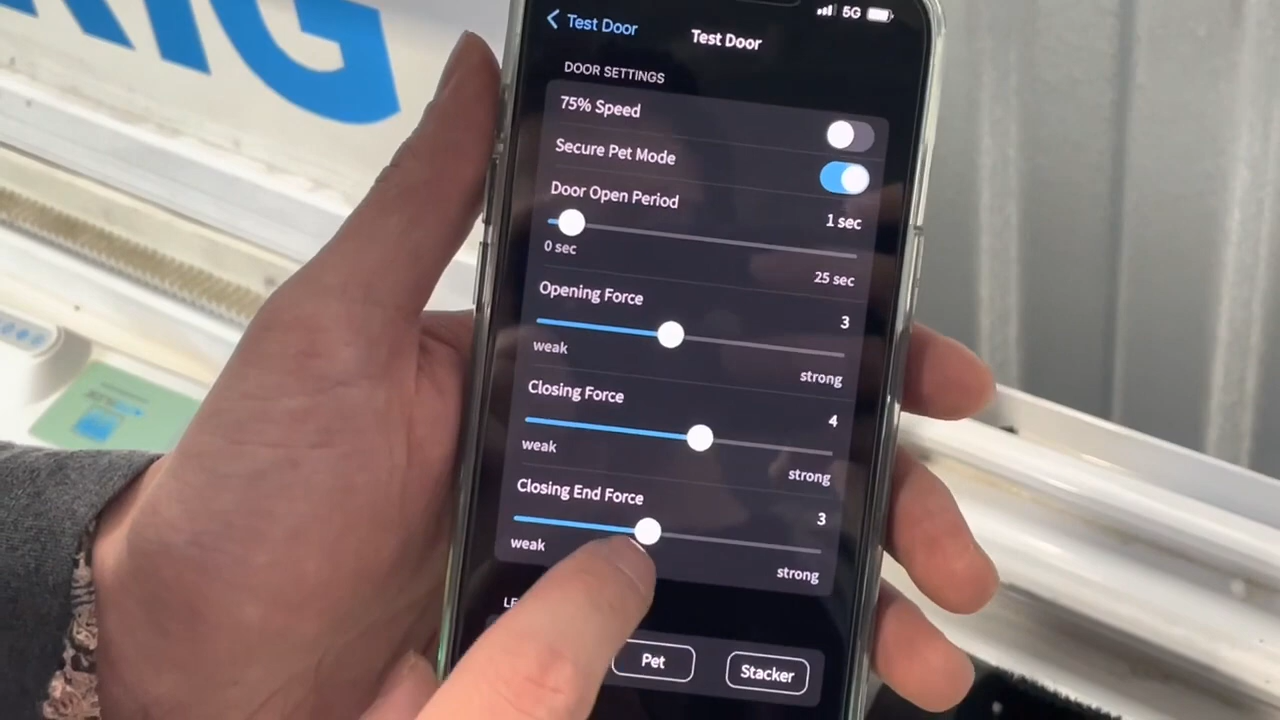 5G
Test Door
Test Door
DOOR SETTINGS
75% Speed
Secure Pet Mode
Door Open Period
1 sec
0 sec
25 sec
Opening Force
3
weak
strong
Closing Force
4
weak
strong
Closing End Force
3
weak
strong
LE
Pet
Stacker